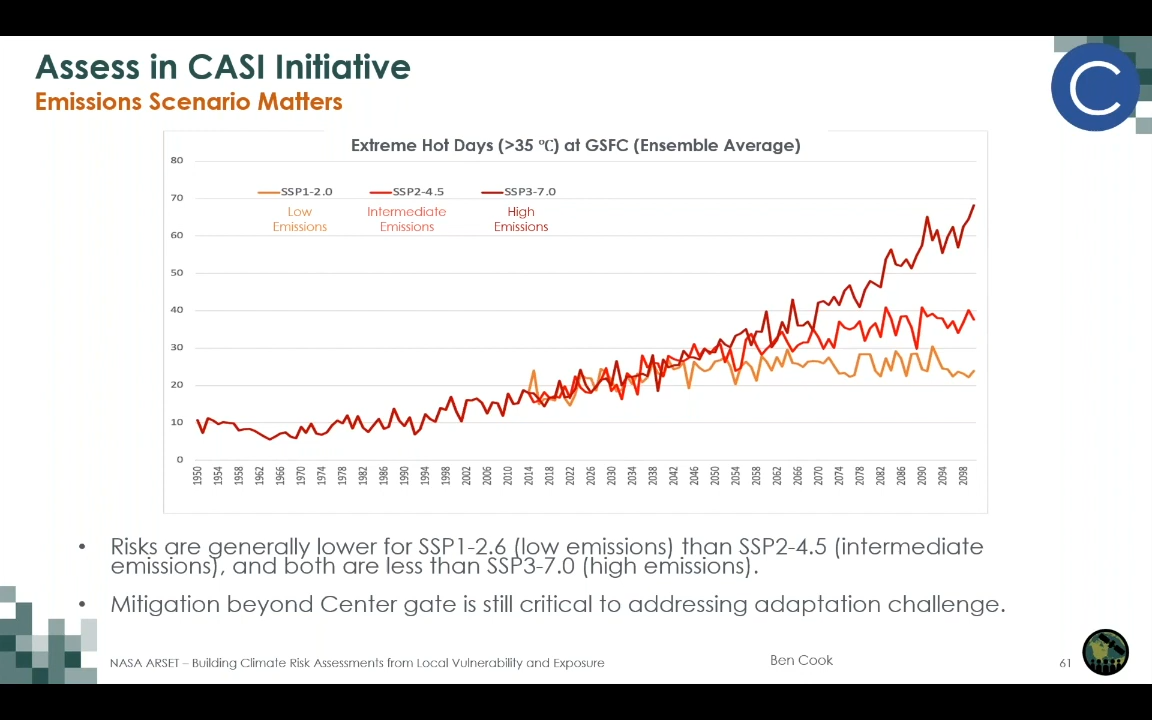 Assess in CASI Initiative
Emissions Scenario Matters
C
Extreme Hot Days (>35 ℃) at GSFC (Ensemble Average)
80
70
60
50
40
30
20
10
0
SSP1-2.0 SSP2-4.5 SSP3-7.0
Low Intermediate High
Emissions Emissions Emissions
1950 1954 1958 1962 1966 1970 1974 1978 1982 1986 1990 1994 1998 2002 2006 2010 2014 2018 2022 2026 2030 2034 2038 2042 2046 2050 2054 2058 2062 2066 2070 2074 2078 2082 2086 2090 2094 2098
• Risks are generally lower for SSP1-2.6 (low emissions) than SSP2-4.5 (intermediate
emissions), and both are less than SSP3-7.0 (high emissions).
• Mitigation beyond Center gate is still critical to addressing adaptation challenge.
NASA ARSET – Building Climate Risk Assessments from Local Vulnerability and Exposure
Ben Cook
61